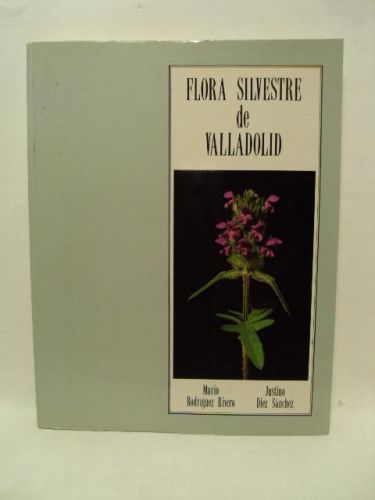 FLORA SILVESTRE
de
VALLADOLID
Mario Justino
Rodríguez Rivero Díez Sánchez